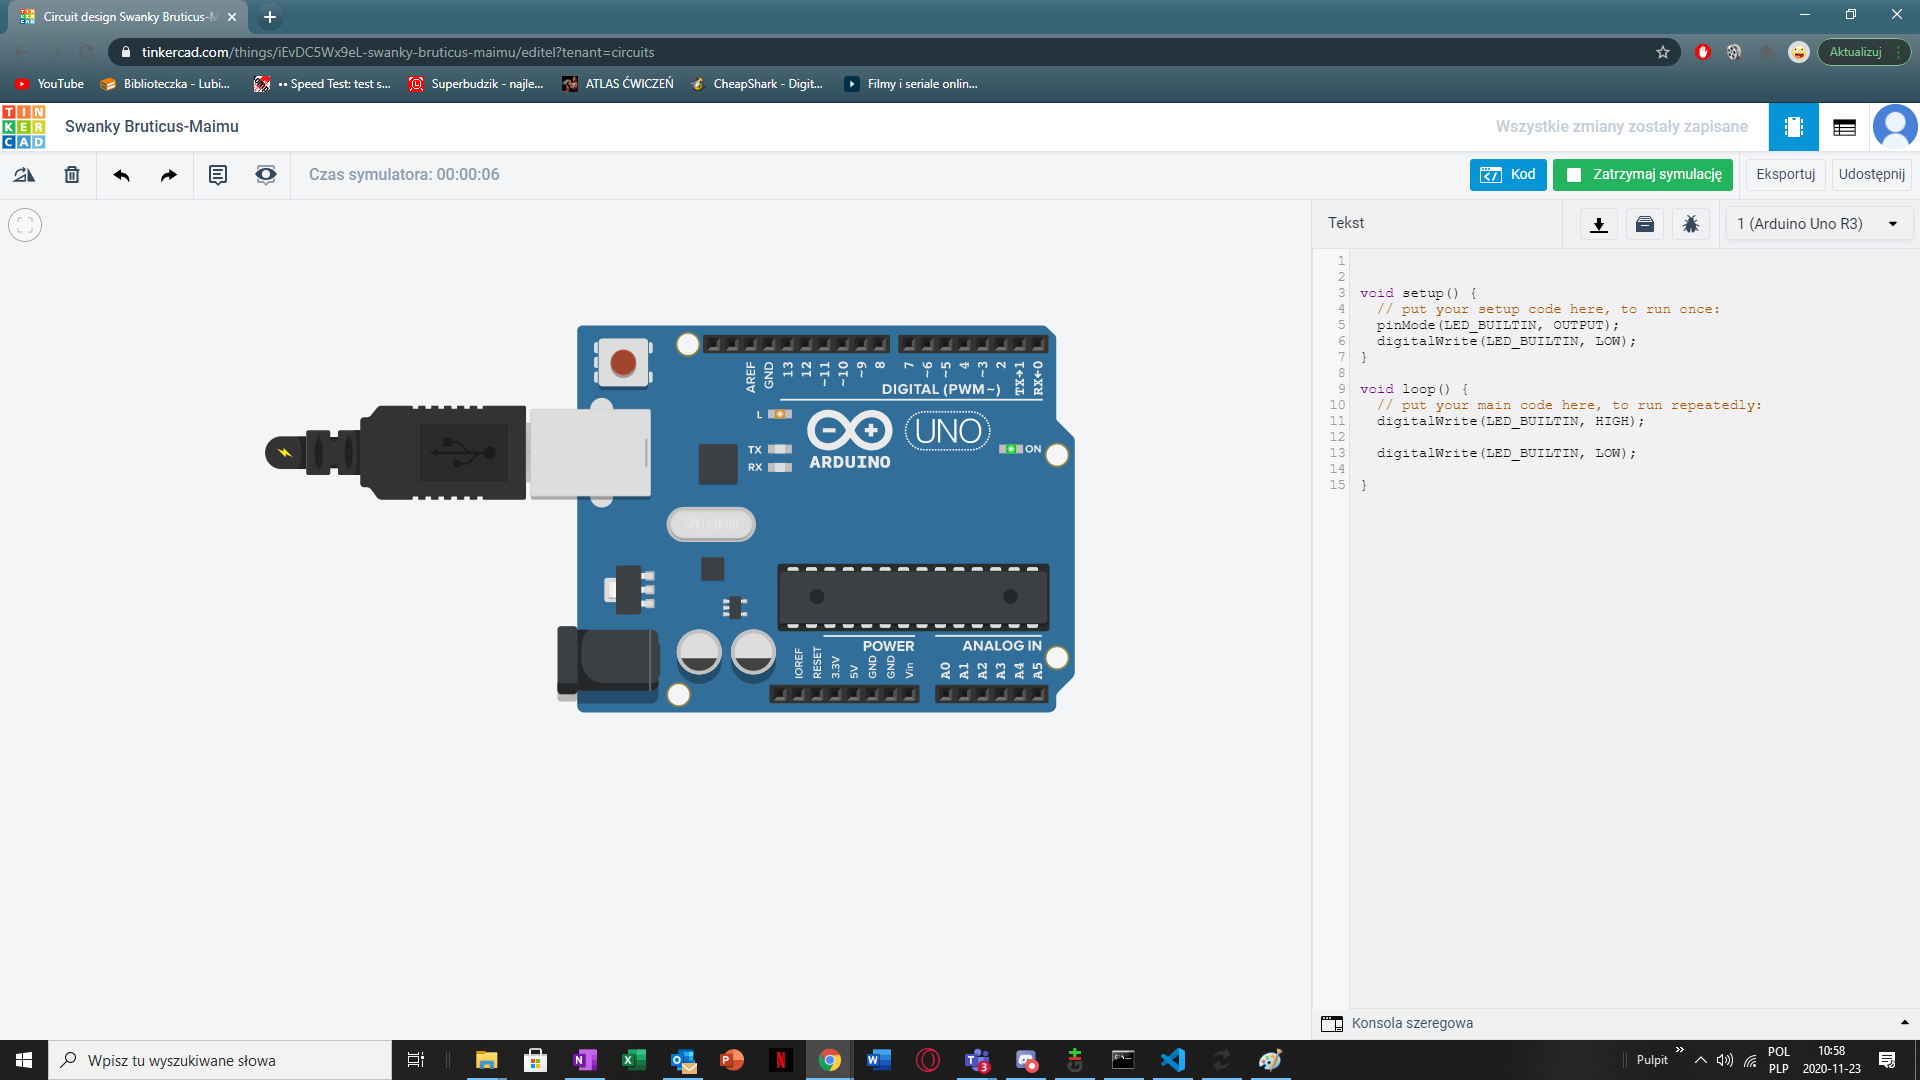 Circuit design Swanky Bruticus-M
tinkercad.com/things/iEvDC5Wx9eL-swanky-bruticus-maimu/editel?tenant=circuits
Aktualizuj
YouTube
Biblioteczka - Lubi...
•• Speed Test: test s...
Superbudzik - najle...
ATLAS ĆWICZEŃ
CheapShark - Digit...
Filmy i seriale onlin...
TIN
KER
CAD
Swanky Bruticus-Maimu
Wszystkie zmiany zostały zapisane
Czas symulatora: 00:00:06
Kod
Zatrzymaj symulację
Eksportuj
Udostępnij
Tekst
1 (Arduino Uno R3)
1
2
3 void setup() {
4 // put your setup code here, to run once:
5 pinMode(LED_BUILTIN, OUTPUT);
6 digitalWrite(LED_BUILTIN, LOW);
7 }
8
9 void loop() {
10 // put your main code here, to run repeatedly:
11 digitalWrite(LED_BUILTIN, HIGH);
12
13 digitalWrite(LED_BUILTIN, LOW);
14
15 }
AREF GND 13 12 ~11 ~10 ~9 8 7 ~6 ~5 4 ~3 2 TX→1 RX←0
DIGITAL (PWM~)
L
TX
RX
ARDUINO
UNO
ON
POWER
ANALOG IN
IOREF RESET 3.3V 5V GND GND Vin A0 A1 A2 A3 A4 A5
Konsola szeregowa
Wpisz tu wyszukiwane słowa
3
Pulpit
POL
PLP
10:58
2020-11-23